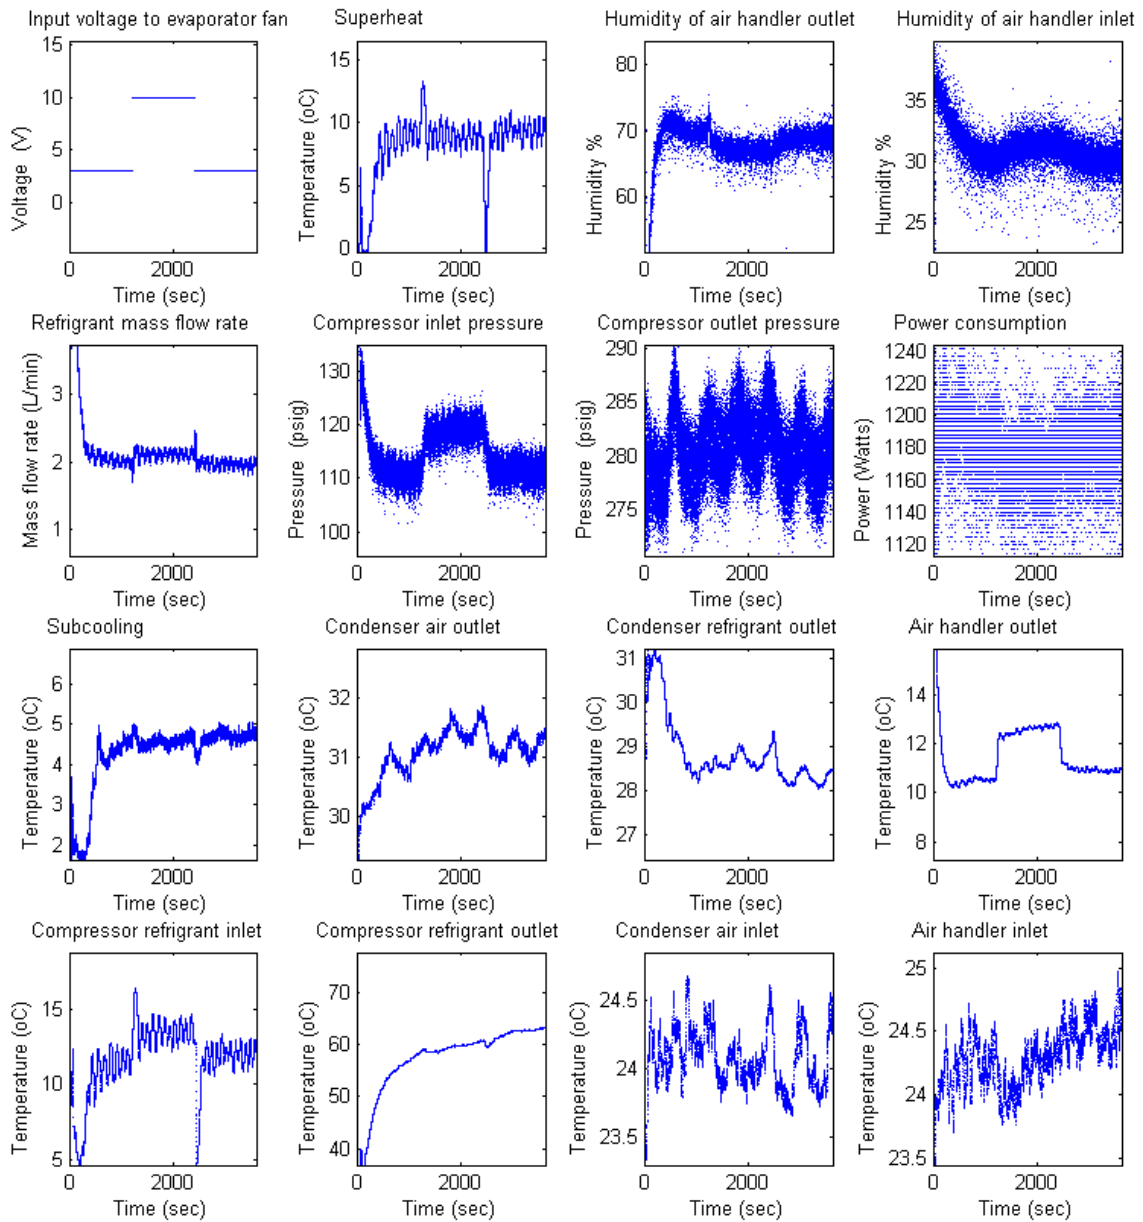 Input voltage to evaporator fan
15
10
5
0
Voltage (V)
0 2000
Time (sec)
Superheat
15
10
5
0
Temperature (oC)
0 2000
Time (sec)
Humidity of air handler outlet
80
70
60
Humidity %
0 2000
Time (sec)
Humidity of air handler inlet
35
30
25
Humidity %
0 2000
Time (sec)
Refrigrant mass flow rate
3
2
1
Mass flow rate (L/min)
0 2000
Time (sec)
Compressor inlet pressure
130
120
110
100
Pressure (psig)
0 2000
Time (sec)
Compressor outlet pressure
290
285
280
275
Pressure (psig)
0 2000
Time (sec)
Power consumption
1240
1220
1200
1180
1160
1140
1120
Power (Watts)
0 2000
Time (sec)
Subcooling
6
5
4
3
2
Temperature (oC)
0 2000
Time (sec)
Condenser air outlet
32
31
30
Temperature (oC)
0 2000
Time (sec)
Condenser refrigrant outlet
31
30
29
28
27
Temperature (oC)
0 2000
Time (sec)
Air handler outlet
14
12
10
8
Temperature (oC)
0 2000
Time (sec)
Compressor refrigrant inlet
15
10
5
Temperature (oC)
0 2000
Time (sec)
Compressor refrigrant outlet
70
60
50
40
Temperature (oC)
0 2000
Time (sec)
Condenser air inlet
24.5
24
23.5
Temperature (oC)
0 2000
Time (sec)
Air handler inlet
25
24.5
24
23.5
Temperature (oC)
0 2000
Time (sec)